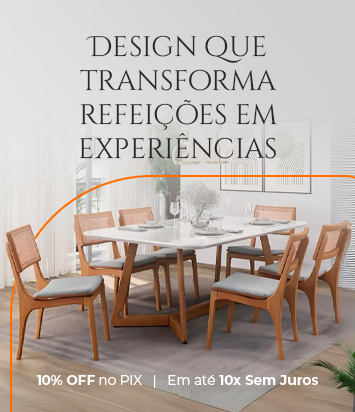 Design que
transforma
refeições em
experiências
10% OFF no PIX | Em até 10x Sem Juros